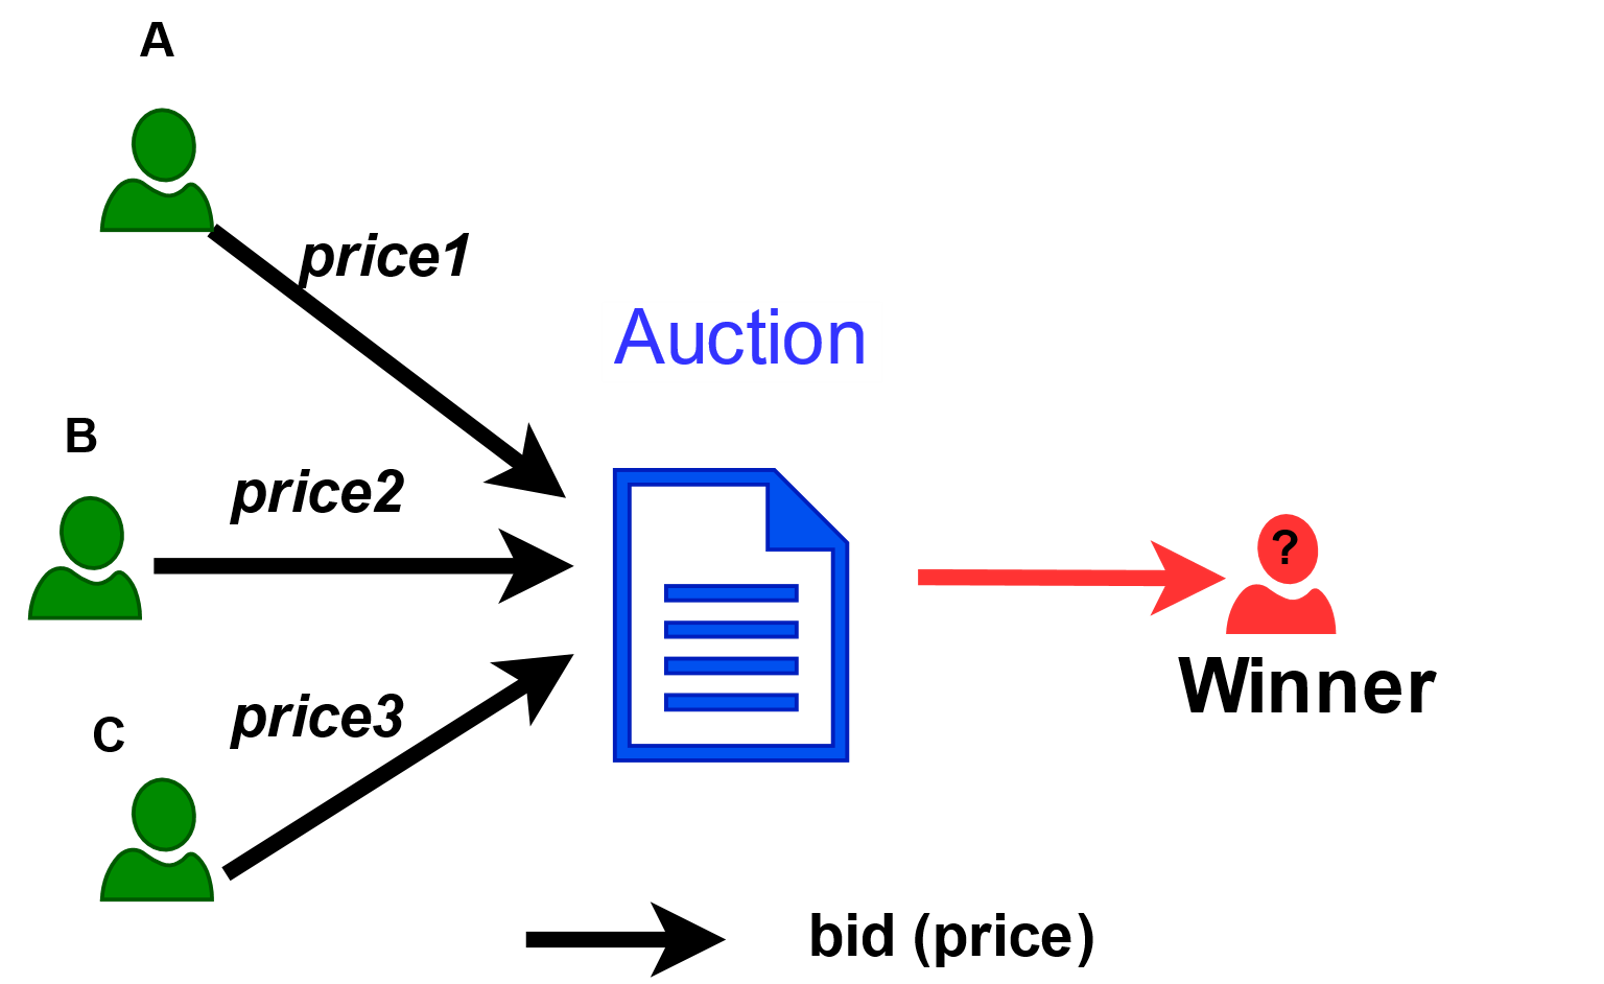 A
price1
Auction
B
price2
?
Winner
C
price3
bid (price)